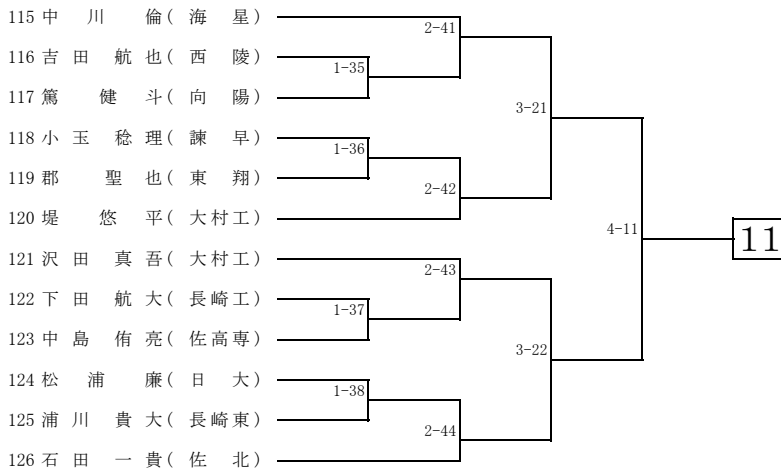 115 中川 倫(海星)
2-41
116 吉田 航也(西陵)
1-35
117 篤 健斗(向陽)
3-21
118 小玉 稔理(諫早)
1-36
119 郡 聖也(東翔)
2-42
120 堤 悠平(大村工)
4-11
11
121 沢田 真吾(大村工)
2-43
122 下田 航大(長崎工)
1-37
123 中島 侑亮(佐高専)
3-22
124 松浦 廉(日大)
1-38
125 浦川 貴大(長崎東)
2-44
126 石田 一貴(佐北)